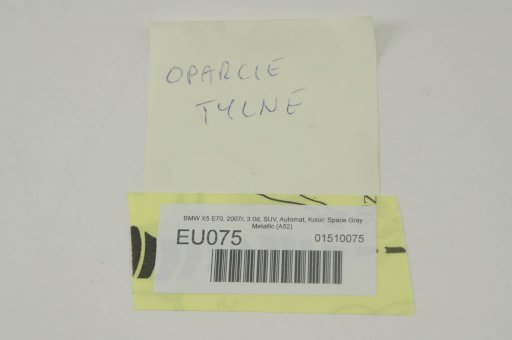 OPARCIE
TYLNE
BMW X5 E70, 2007r, 3.0d, SUV, Automat, Kolor: Space Gray
Metallic (A52)
EU075
01510075